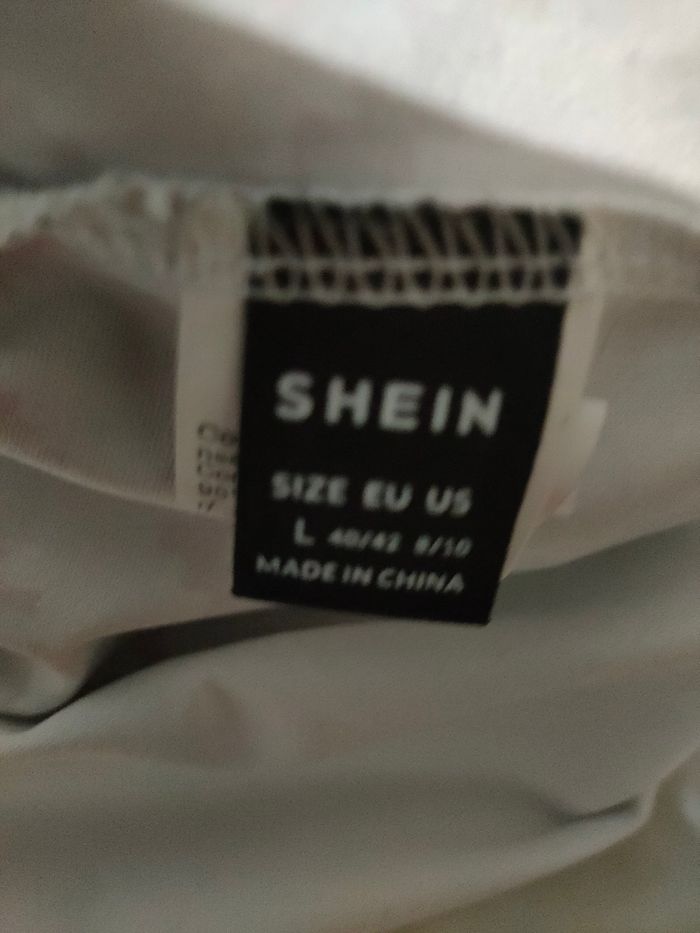 SHEIN
SIZE EU US
L 40/42 8/10
MADE IN CHINA